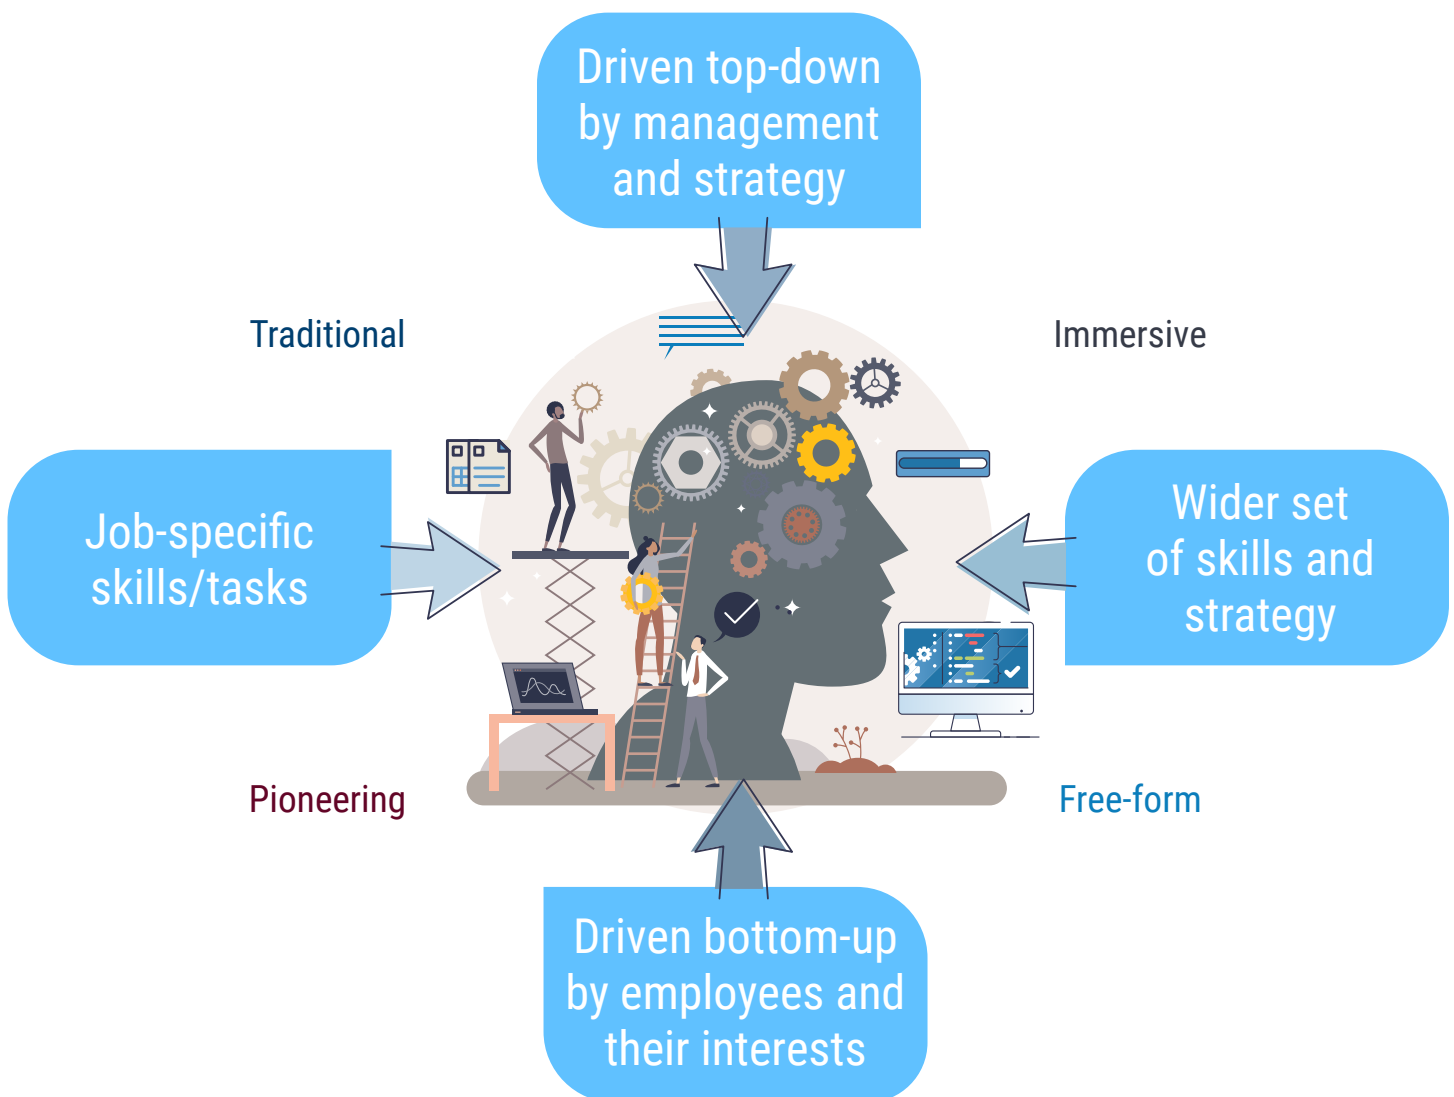 Driven top-down
by management
and strategy
Traditional
Immersive
Job-specific
skills/tasks
Wider set
of skills and
strategy
Pioneering
Free-form
Driven bottom-up
by employees and
their interests